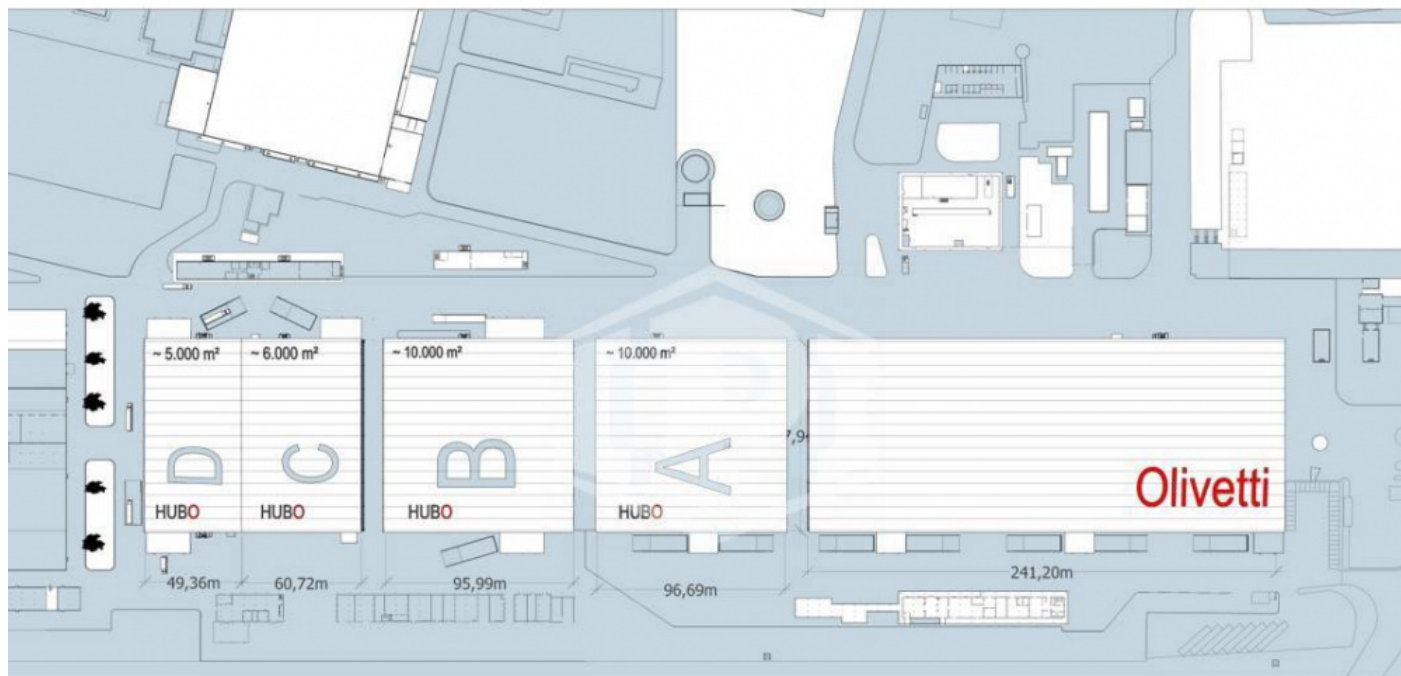 ~ 5.000 m²
~ 6.000 m²
~ 10.000 m²
~ 10.000 m²
D
C
B
A
HUBO
HUBO
HUBO
HUBO
Olivetti
49,36m
60,72m
95,99m
96,69m
241,20m